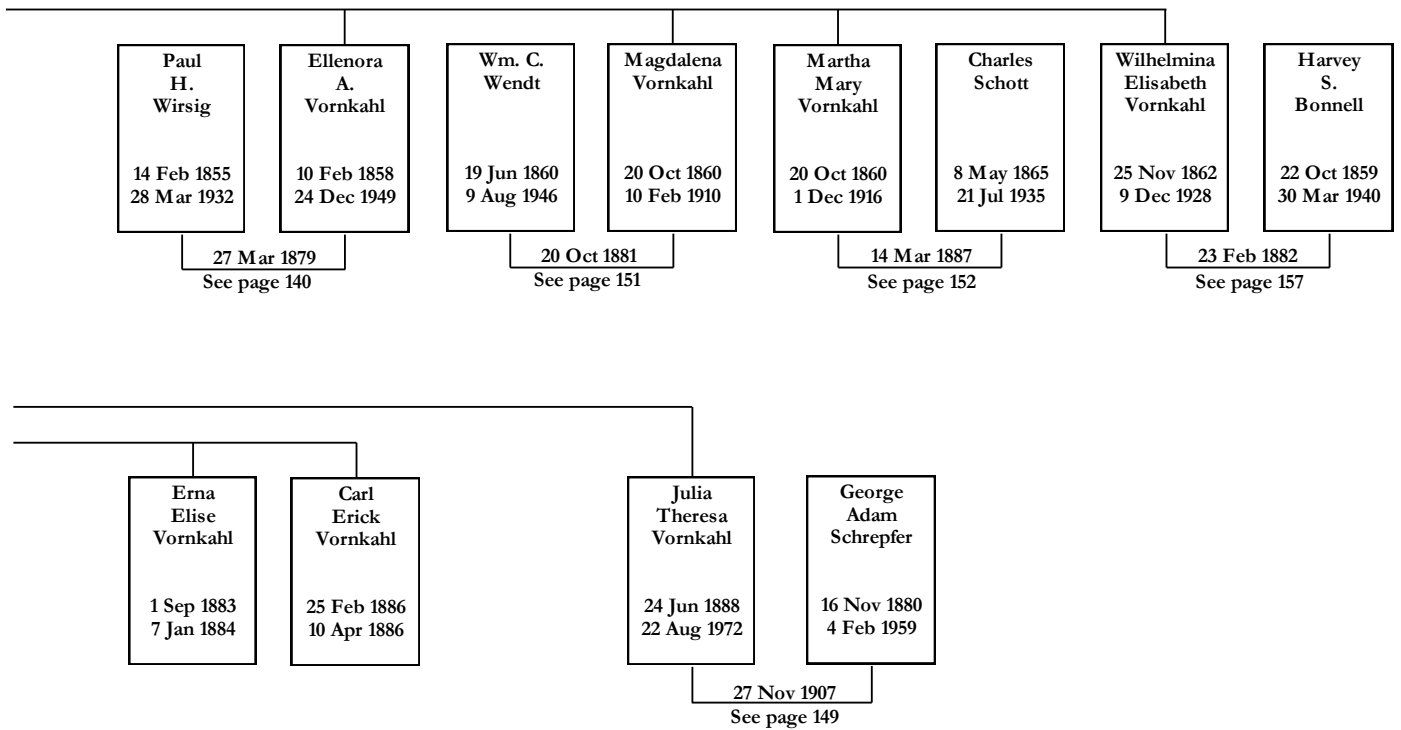 Paul
H.
Wirsig
14 Feb 1855
28 Mar 1932
Ellenora
A.
Vornkahl
10 Feb 1858
24 Dec 1949
27 Mar 1879
See page 140
Wm. C.
Wendt
19 Jun 1860
9 Aug 1946
Magdalena
Vornkahl
20 Oct 1860
10 Feb 1910
20 Oct 1881
See page 151
Martha
Mary
Vornkahl
20 Oct 1860
1 Dec 1916
Charles
Schott
8 May 1865
21 Jul 1935
14 Mar 1887
See page 152
Wilhelmina
Elisabeth
Vornkahl
25 Nov 1862
9 Dec 1928
Harvey
S.
Bonnell
22 Oct 1859
30 Mar 1940
23 Feb 1882
See page 157
Erna
Elise
Vornkahl
1 Sep 1883
7 Jan 1884
Carl
Erick
Vornkahl
25 Feb 1886
10 Apr 1886
Julia
Theresa
Vornkahl
24 Jun 1888
22 Aug 1972
George
Adam
Schrepfer
16 Nov 1880
4 Feb 1959
27 Nov 1907
See page 149